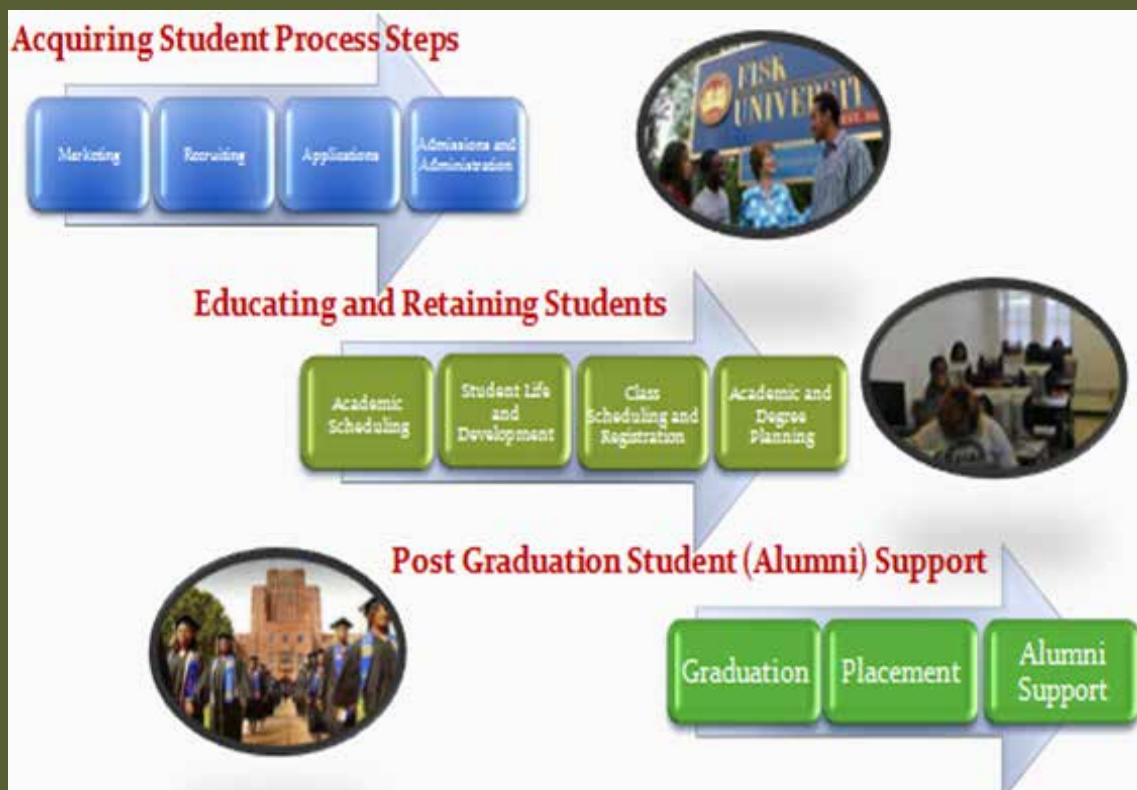 Acquiring Student Process Steps
Marketing
Recruiting
Applications
Admissions and
Administration
FISK
UNIVERSIT
Educating and Retaining Students
Academic
Scheduling
Student Life
and
Development
Class
Scheduling and
Registration
Academic and
Degree
Planning
Post Graduation Student (Alumni) Support
Graduation
Placement
Alumni
Support